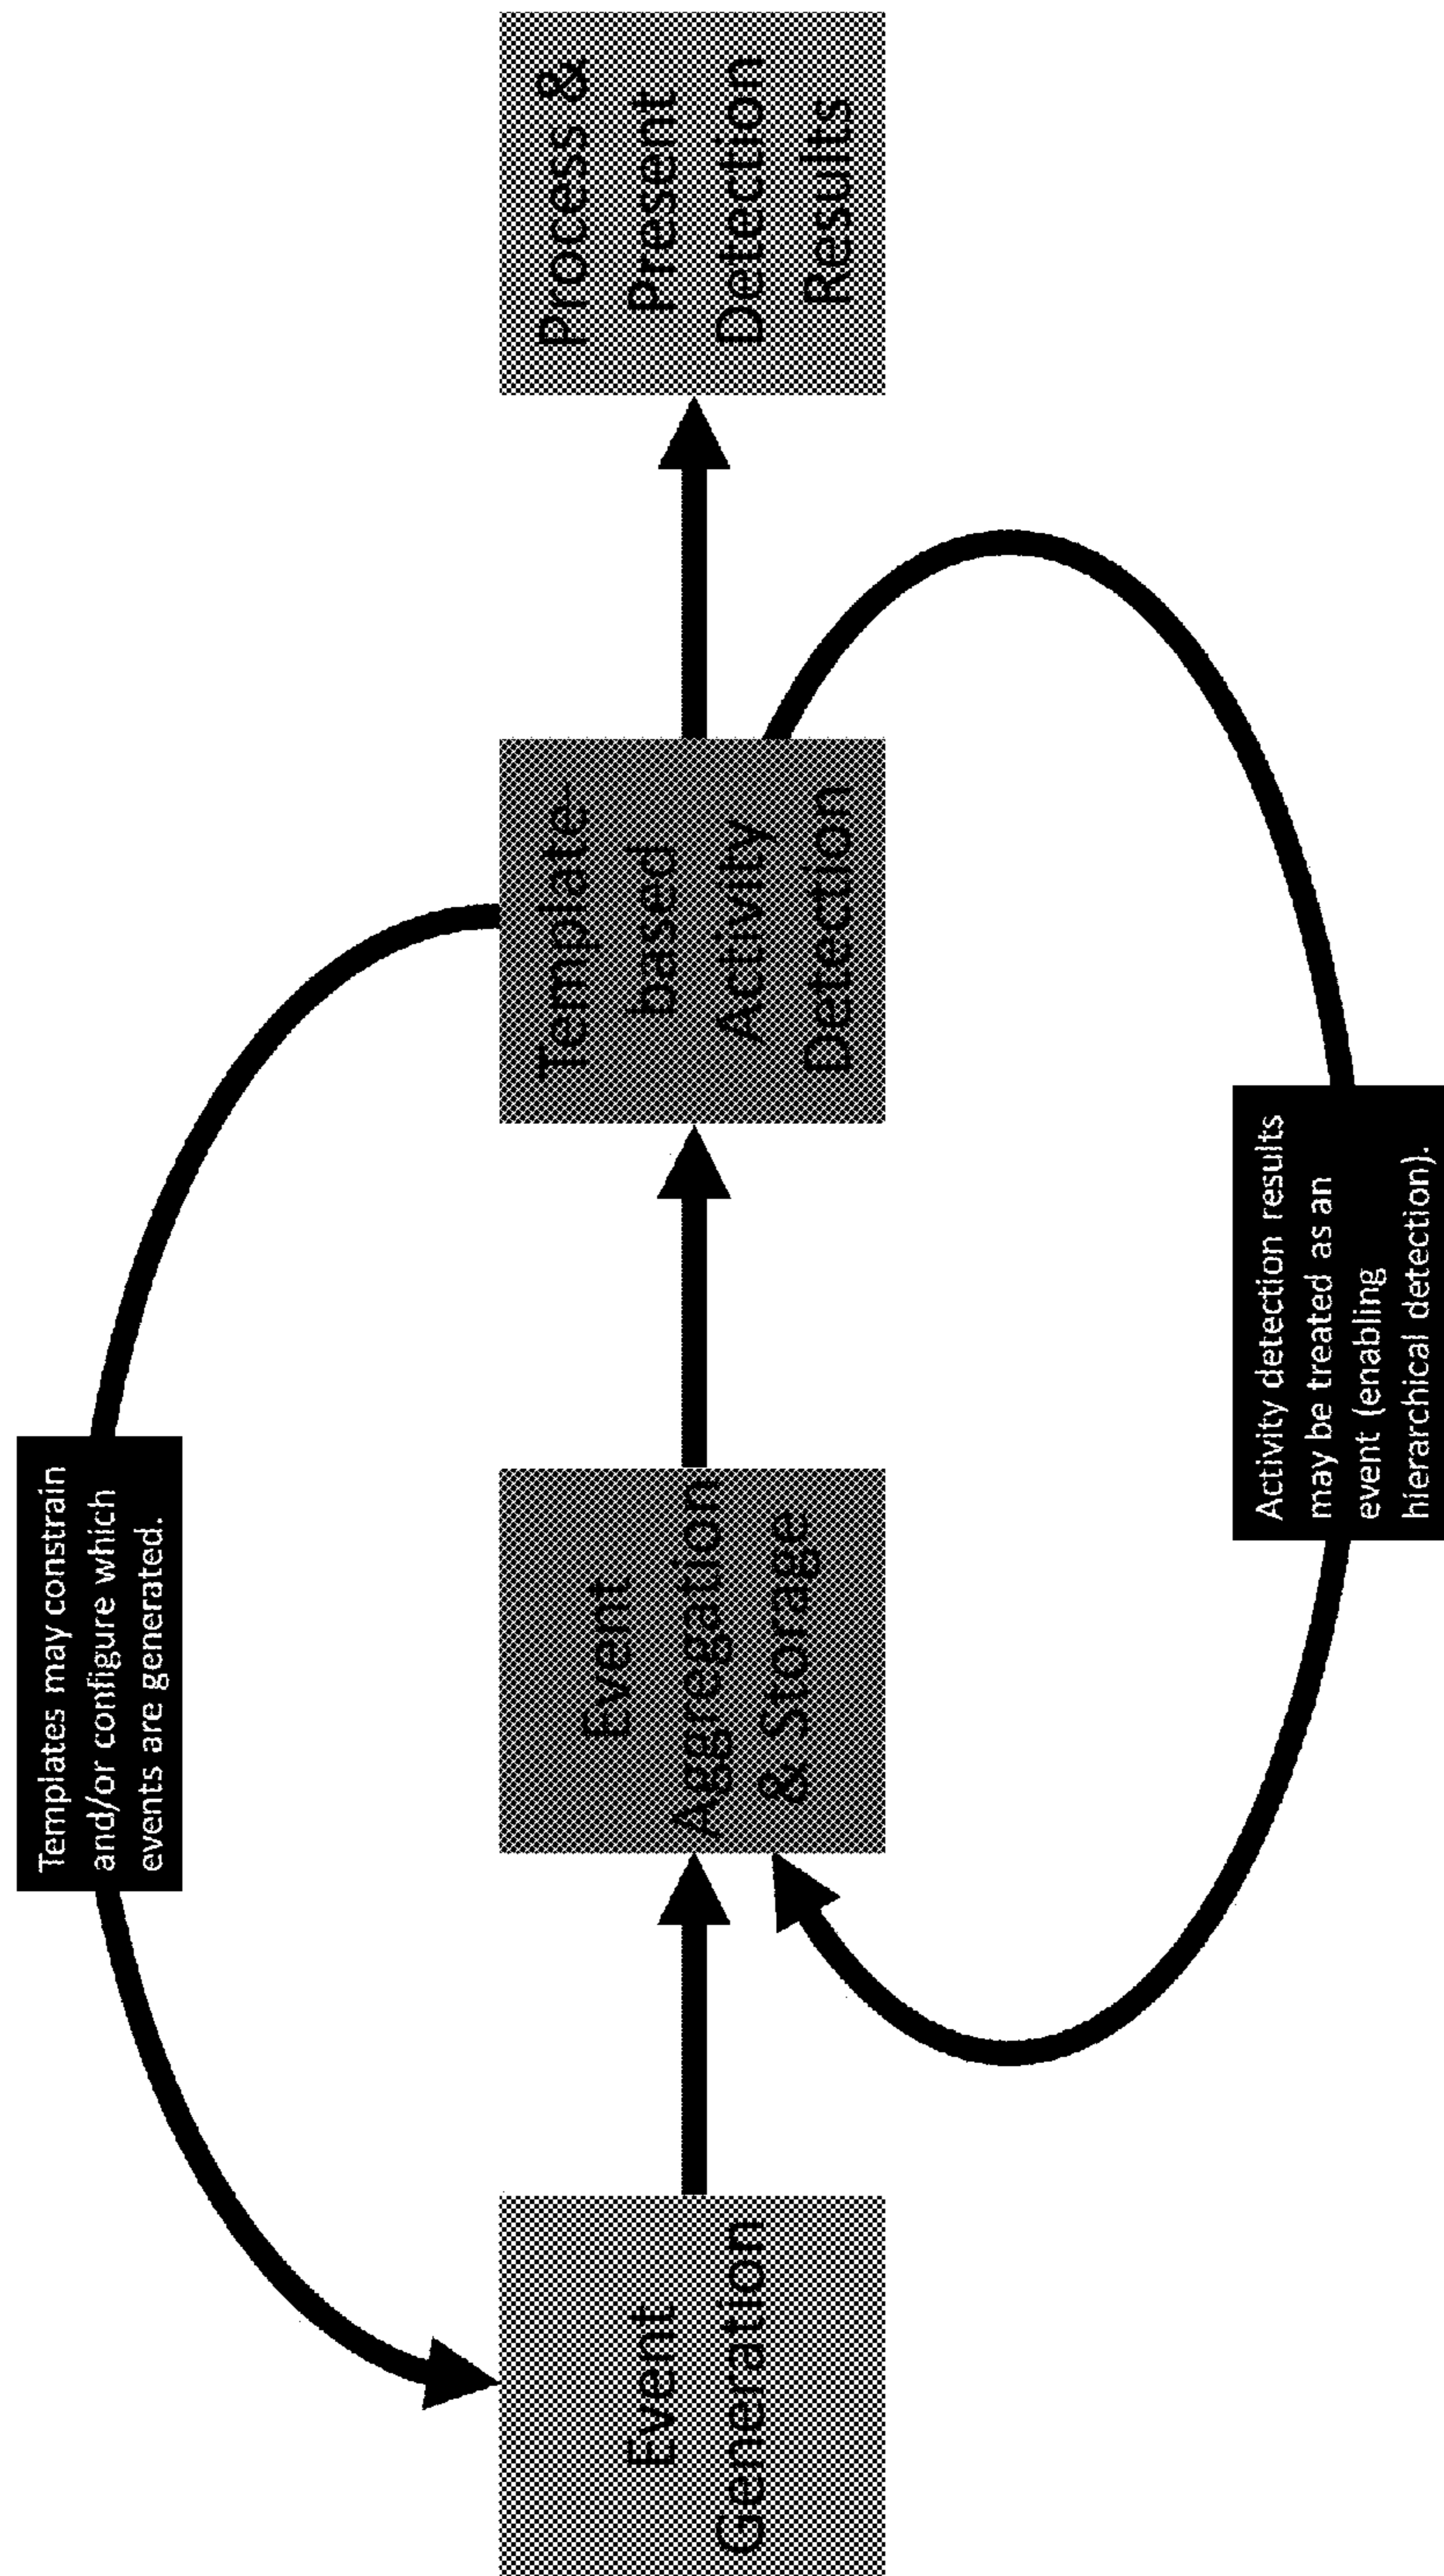 Templates may constrain
and/or configure which
events are generated.
Event
Generation
Event
Aggregation
& Storage
Template-
based
Activity
Detection
Process &
Present
Detection
Results
Activity detection results
may be treated as an
event (enabling
hierarchical detection).